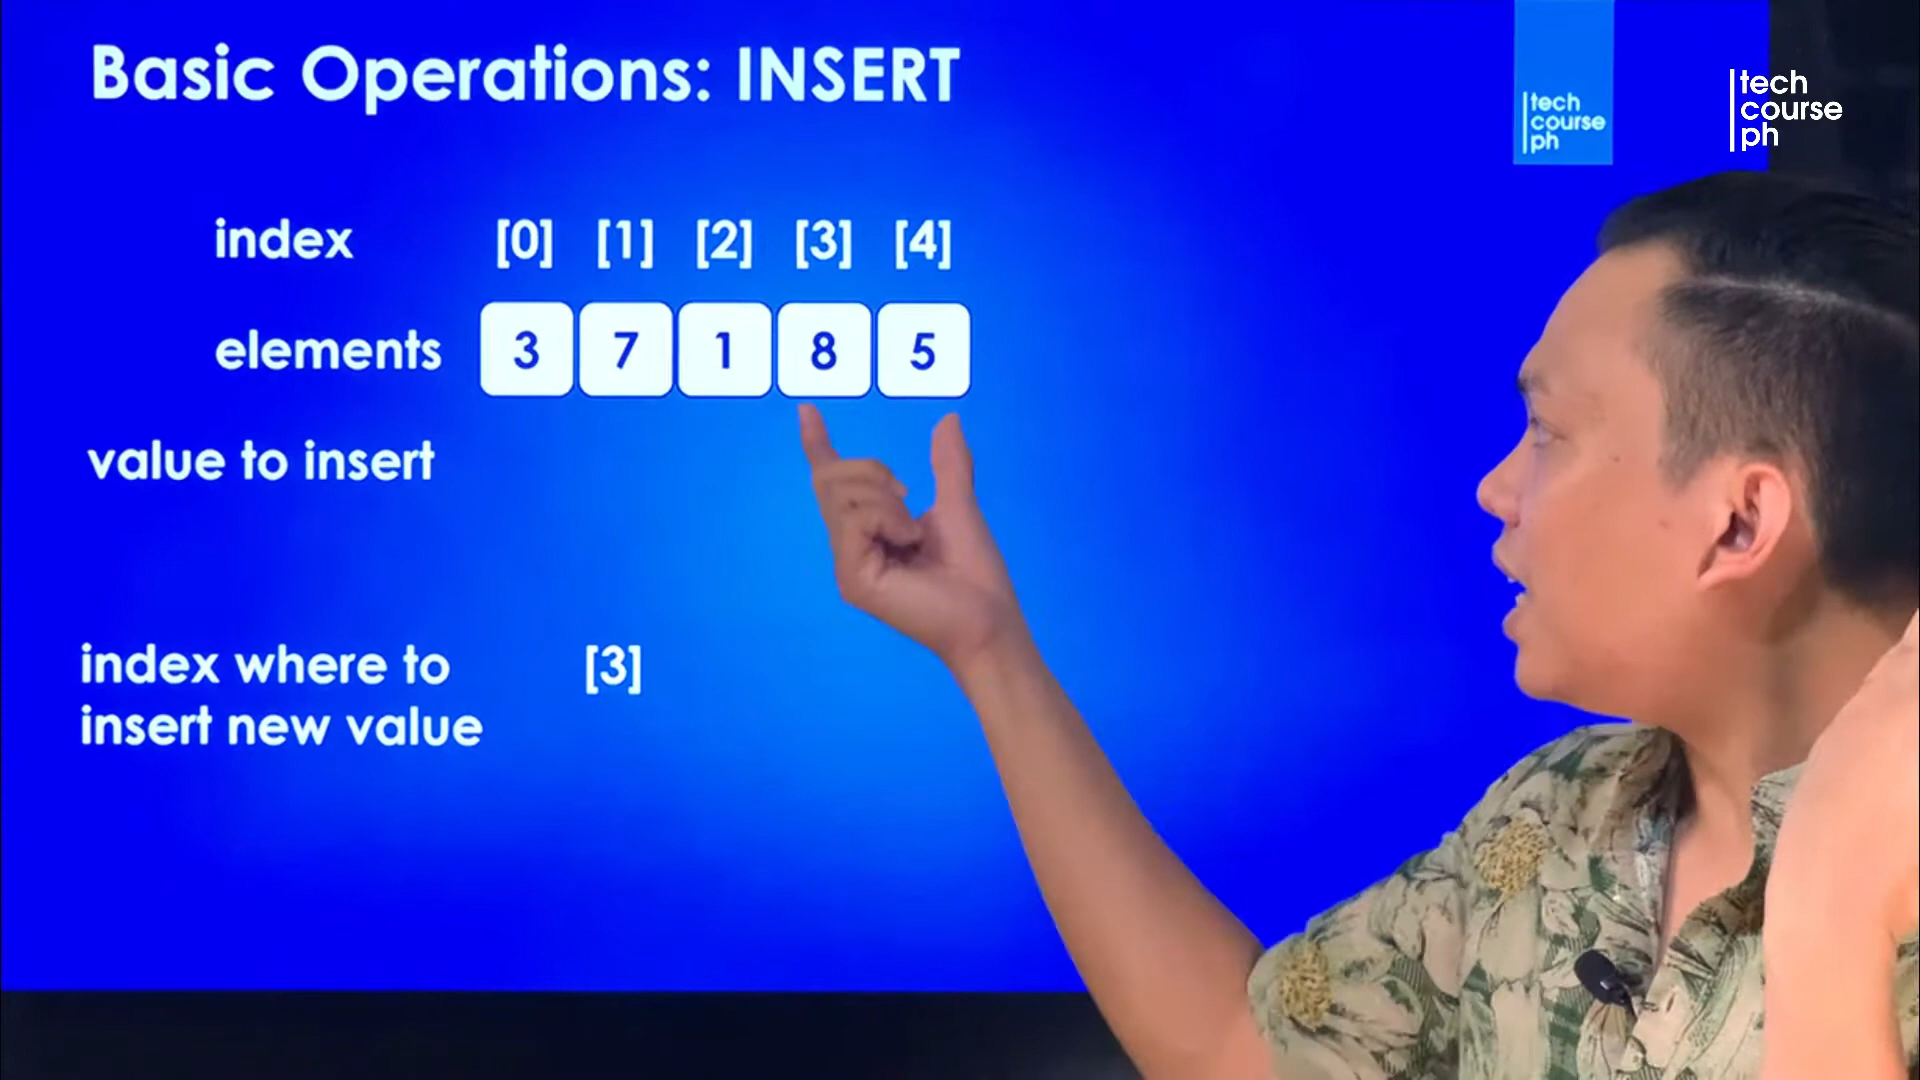 Basic Operations: INSERT
tech
course
ph
tech
course
ph
index [0] [1] [2] [3] [4]
elements 3 7 1 8 5
value to insert
index where to [3]
insert new value